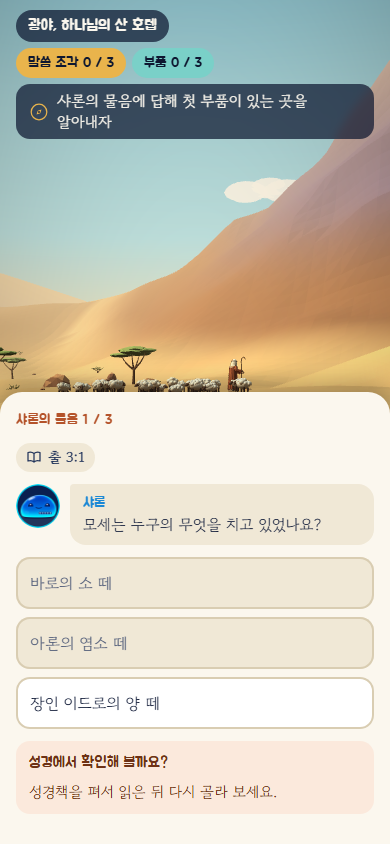 광야, 하나님의 산 호렙
말씀 조각 0 / 3
부품 0 / 3
샤론의 물음에 답해 첫 부품이 있는 곳을
알아내자
샤론의 물음 1 / 3
출 3:1
샤론
모세는 누구의 무엇을 치고 있었나요?
바로의 소 떼
아론의 염소 떼
장인 이드로의 양 떼
성경에서 확인해 볼까요?
성경책을 펴서 읽은 뒤 다시 골라 보세요.